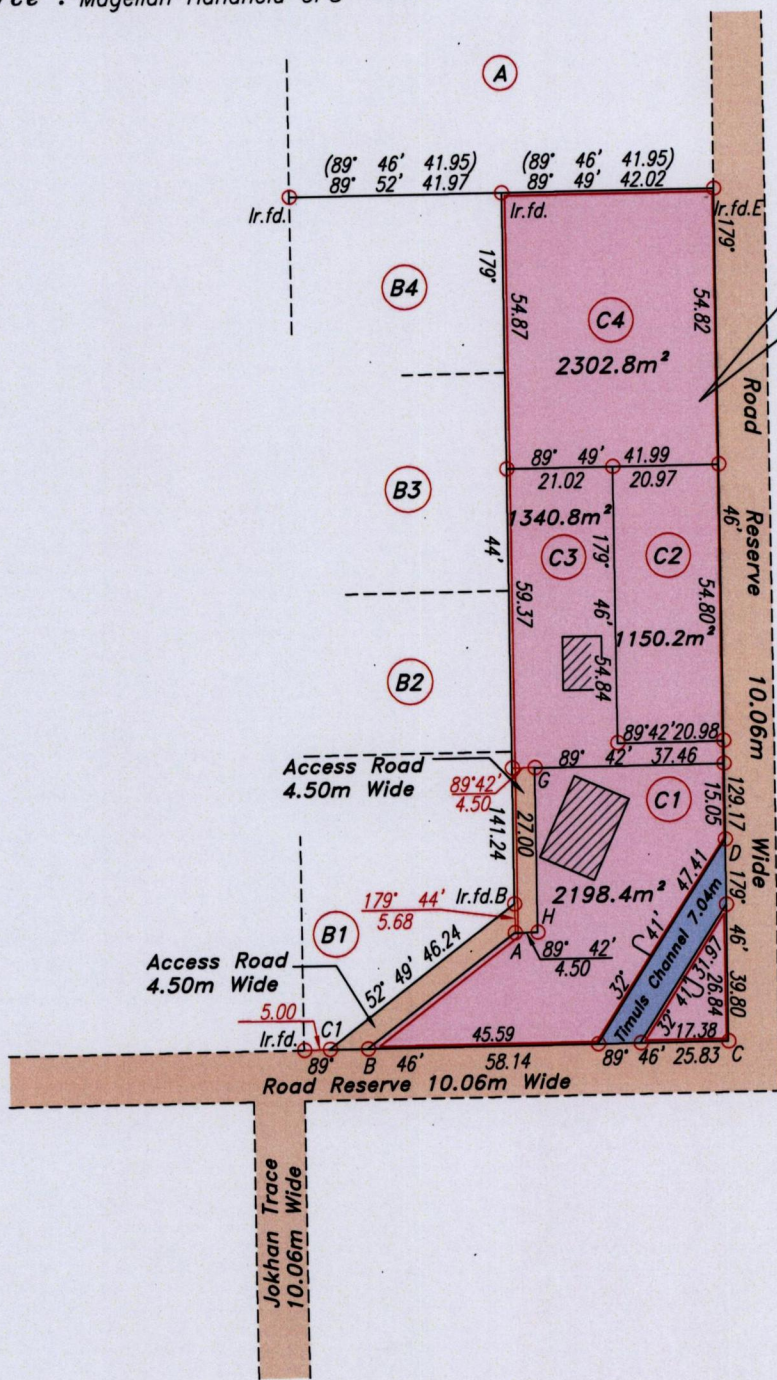 : Magellan Handheld
A
(89° 46' 41.95)
89° 52' 41.97
(89° 46' 41.95)
89° 49' 42.02
Ir.fd.
Ir.fd.
Ir.fd.E
179°
179°
B4
54.87
C4
54.82
2302.8m²
Road Reserve 10.06m Wide
89° 49' 41.99
21.02
20.97
B3
1340.8m²
44'
C3
179° 46'
54.84
C2
46'
59.37
54.80
1150.2m²
B2
89°42'20.98
Access Road
4.50m Wide
89° 42' 37.46
89°42'
4.50
G
C1
15.05
129.17
141.24
27.00
D
47.41
2198.4m²
179° 44'
5.68
Ir.fd.B
H
179° 46'
B1
A
89° 42'
4.50
52° 49' 46.24
32° 41'
Timuls Channel 7.04m
32° 41' 31.97
26.84
39.80
Access Road
4.50m Wide
5.00
C1
Ir.fd.
45.59
17.38
89°
B
46'
58.14
89° 46' 25.83
C
Road Reserve 10.06m Wide
Jokhan Trace
10.06m Wide